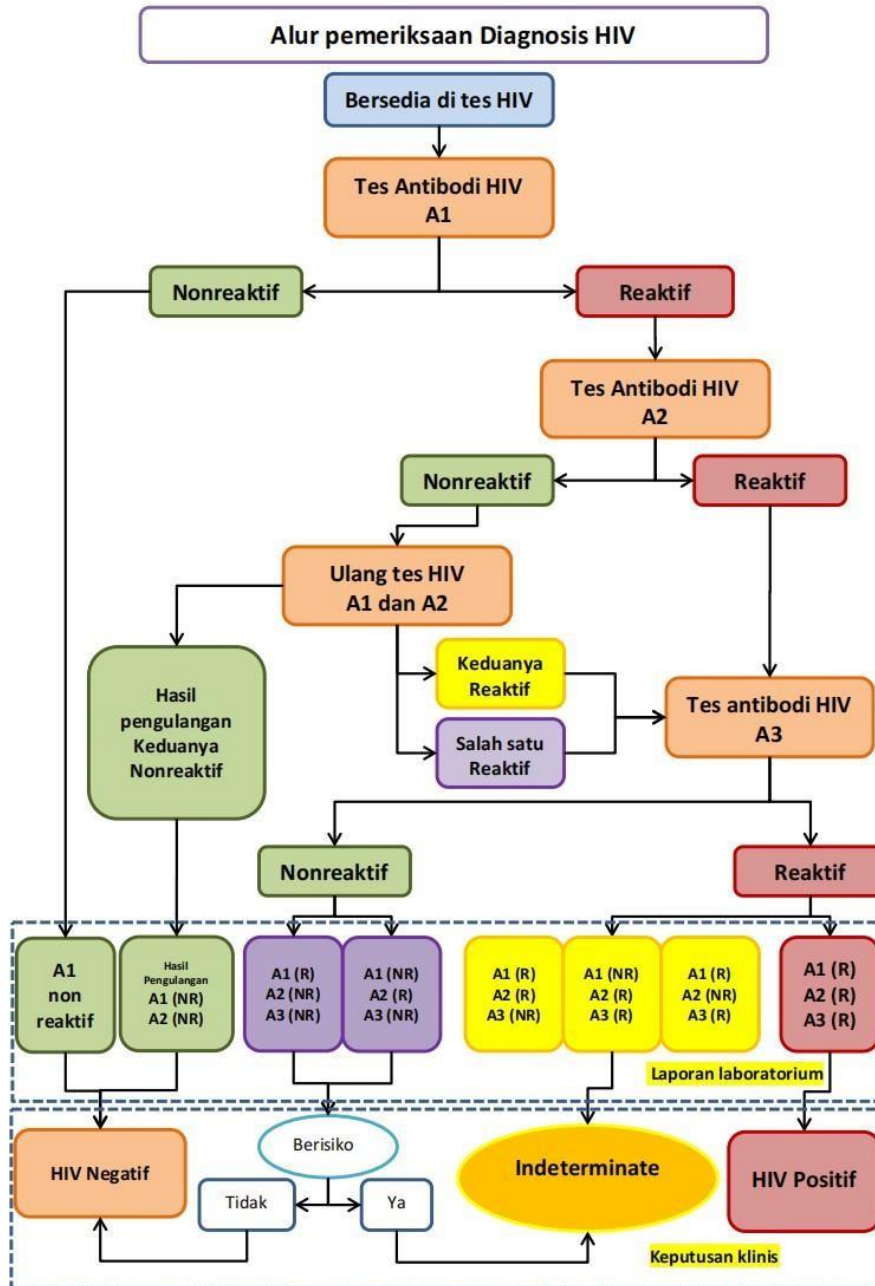 Alur pemeriksaan Diagnosis HIV
Bersedia di tes HIV
Tes Antibodi HIV
A1
Nonreaktif
Reaktif
Tes Antibodi HIV
A2
Nonreaktif
Reaktif
Ulang tes HIV
A1 dan A2
Keduanya
Reaktif
Hasil
pengulangan
Keduanya
Nonreaktif
Tes antibodi HIV
A3
Salah satu
Reaktif
Nonreaktif
Reaktif
A1
non
reaktif
Hasil
Pengulangan
A1 (NR)
A2 (NR)
A1 (R)
A2 (NR)
A3 (NR)
A1 (NR)
A2 (R)
A3 (NR)
A1 (R)
A2 (R)
A3 (NR)
A1 (NR)
A2 (R)
A3 (R)
A1 (R)
A2 (NR)
A3 (R)
A1 (R)
A2 (R)
A3 (R)
Laporan laboratorium
HIV Negatif
Berisiko
Indeterminate
HIV Positif
Tidak
Ya
Keputusan klinis